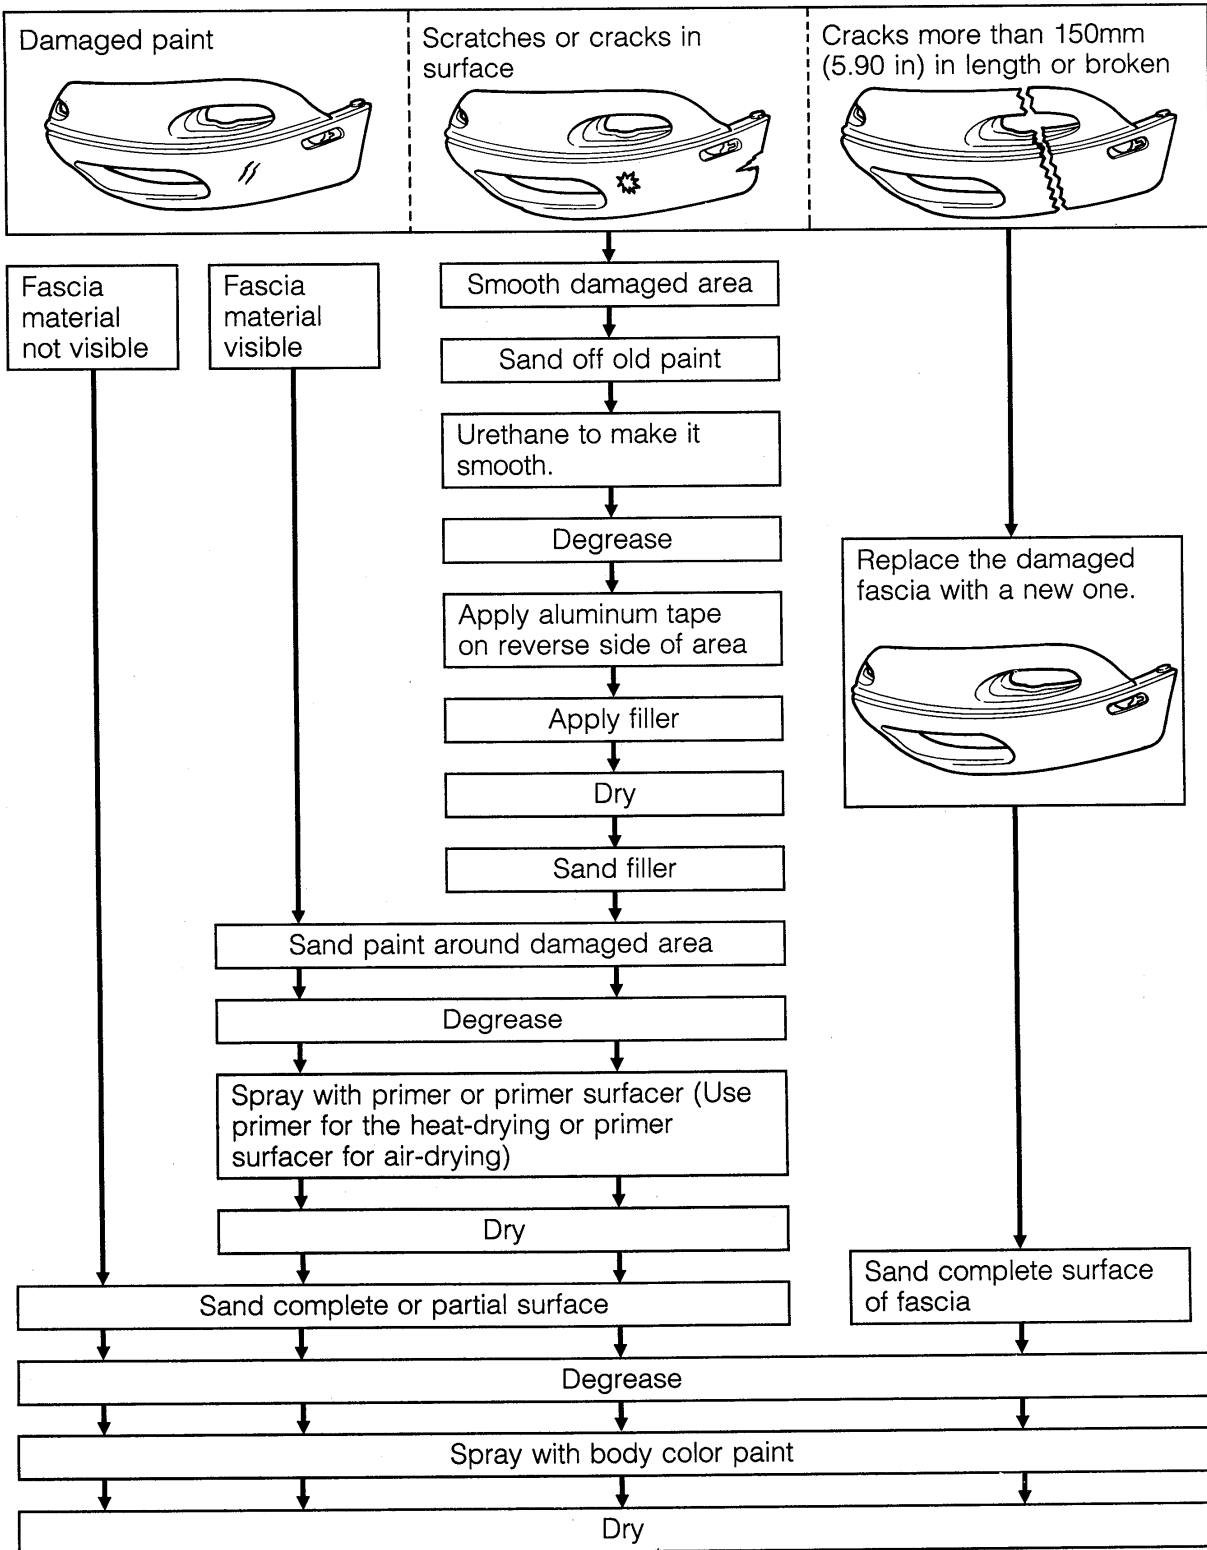 Damaged paint
Scratches or cracks in
surface
Cracks more than 150mm
(5.90 in) in length or broken
Fascia
material
not visible
Fascia
material
visible
Smooth damaged area
Sand off old paint
Urethane to make it
smooth.
Degrease
Apply aluminum tape
on reverse side of area
Apply filler
Dry
Sand filler
Replace the damaged
fascia with a new one.
Sand paint around damaged area
Degrease
Spray with primer or primer surfacer (Use
primer for the heat-drying or primer
surfacer for air-drying)
Dry
Sand complete or partial surface
Sand complete surface
of fascia
Degrease
Spray with body color paint
Dry